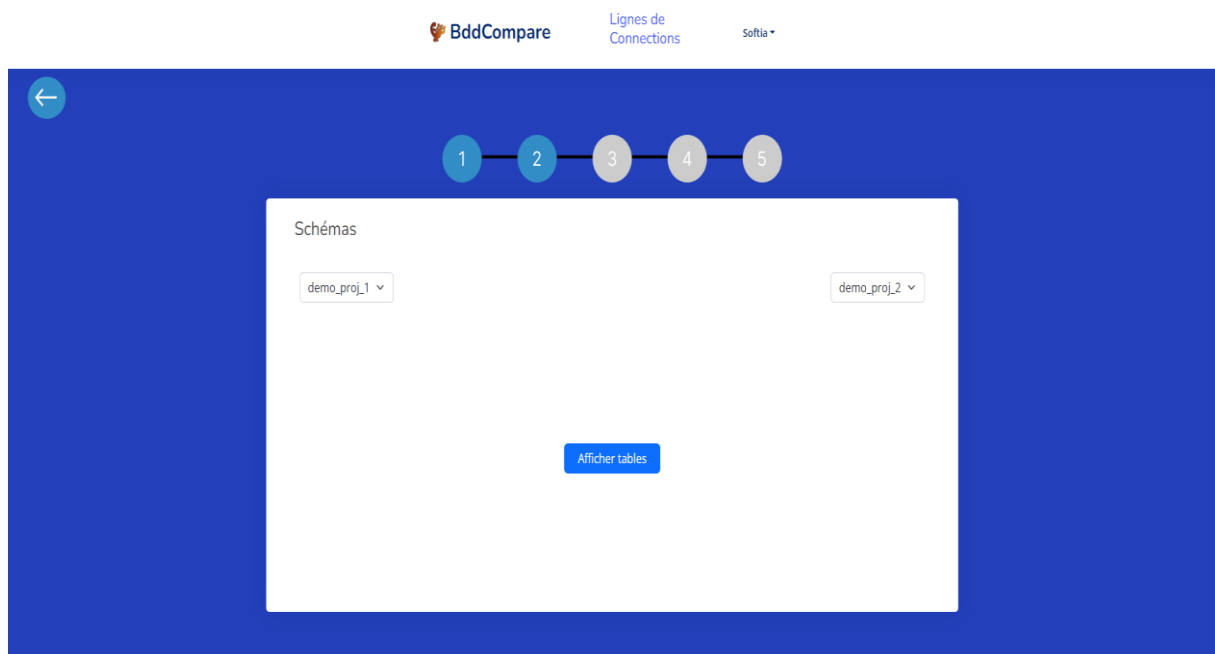 BddCompare
Lignes de
Connections
Softia
1 2 3 4 5
Schémas
demo_proj_1
demo_proj_2
Afficher tables